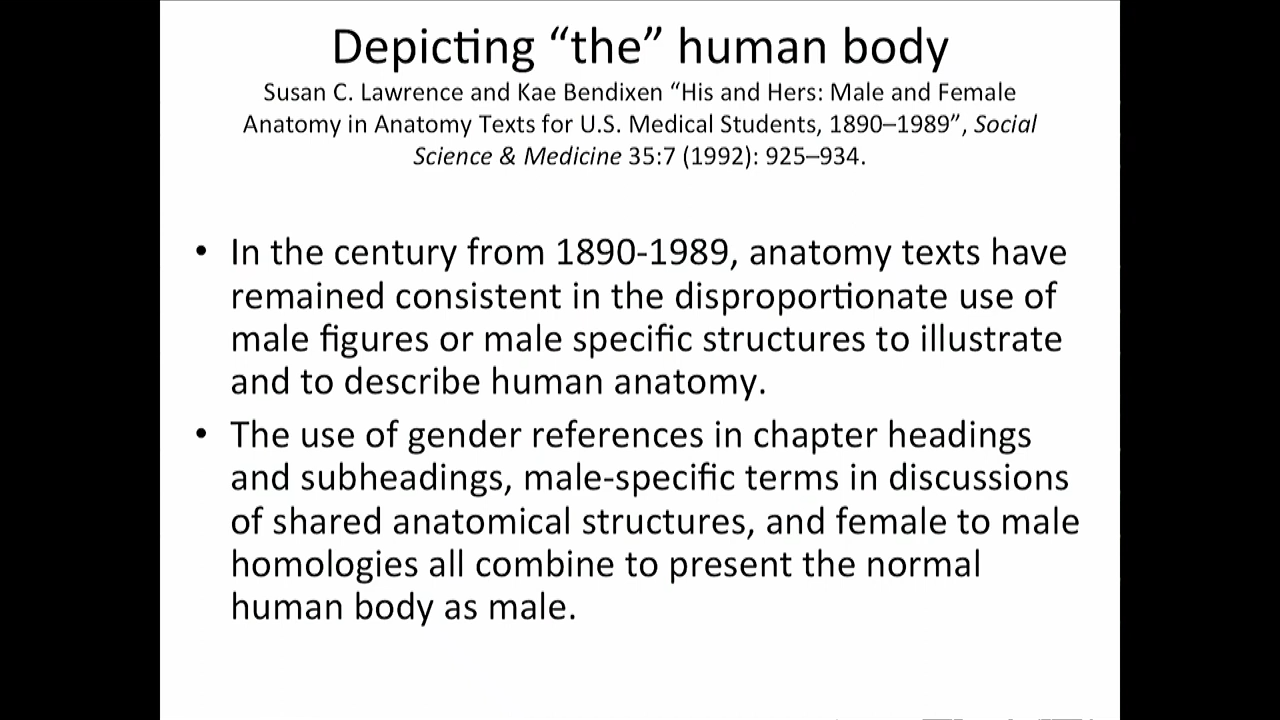 Depicting “the” human body
Susan C. Lawrence and Kae Bendixen “His and Hers: Male and Female
Anatomy in Anatomy Texts for U.S. Medical Students, 1890–1989”, Social
Science & Medicine 35:7 (1992): 925–934.
• In the century from 1890-1989, anatomy texts have
remained consistent in the disproportionate use of
male figures or male specific structures to illustrate
and to describe human anatomy.
• The use of gender references in chapter headings
and subheadings, male-specific terms in discussions
of shared anatomical structures, and female to male
homologies all combine to present the normal
human body as male.